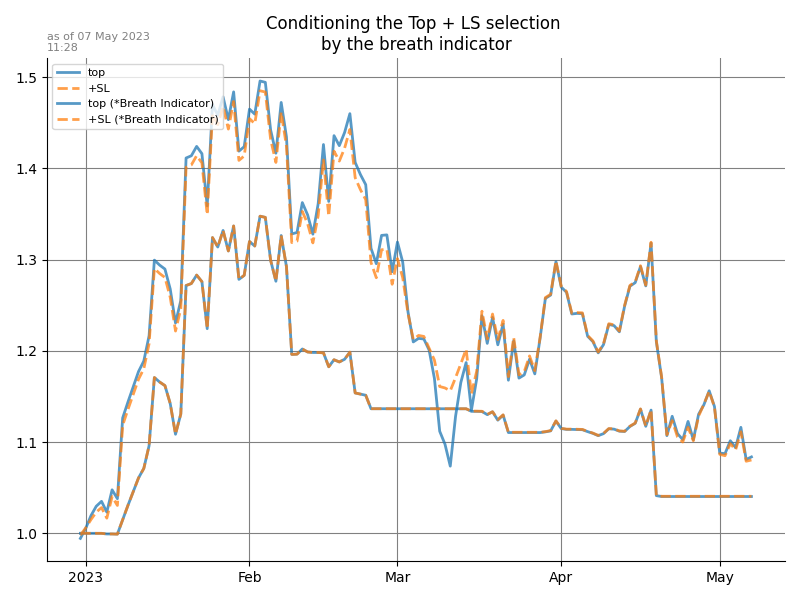 Conditioning the Top + LS selection
by the breath indicator
as of 07 May 2023
11:28
top
+SL
top (*Breath Indicator)
+SL (*Breath Indicator)
1.5
1.4
1.3
1.2
1.1
1.0
2023 Feb Mar Apr May